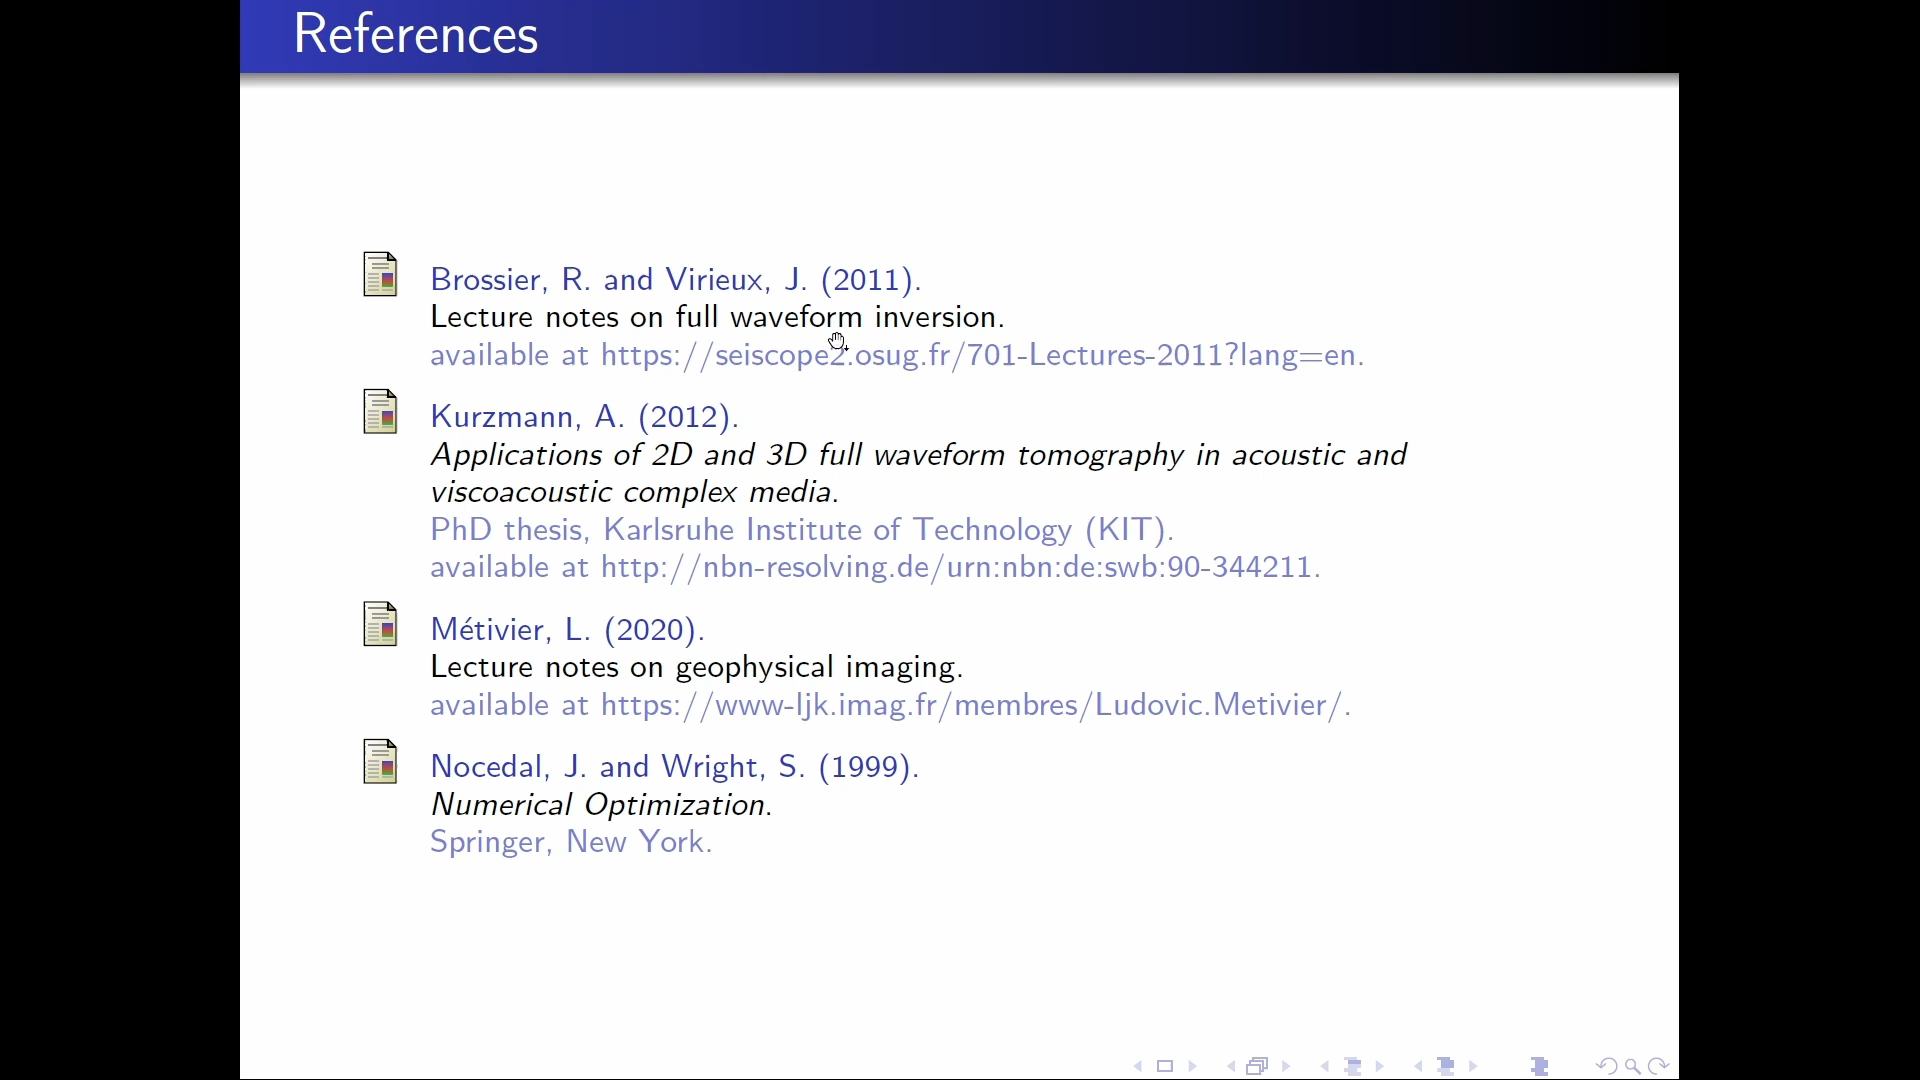 References
Brossier, R. and Virieux, J. (2011).
Lecture notes on full waveform inversion.
available at https://seiscope2.osug.fr/701-Lectures-2011?lang=en.
Kurzmann, A. (2012).
Applications of 2D and 3D full waveform tomography in acoustic and
viscoacoustic complex media.
PhD thesis, Karlsruhe Institute of Technology (KIT).
available at http://nbn-resolving.de/urn:nbn:de:swb:90-344211.
Métivier, L. (2020).
Lecture notes on geophysical imaging.
available at https://www-ljk.imag.fr/membres/Ludovic.Metivier/.
Nocedal, J. and Wright, S. (1999).
Numerical Optimization.
Springer, New York.